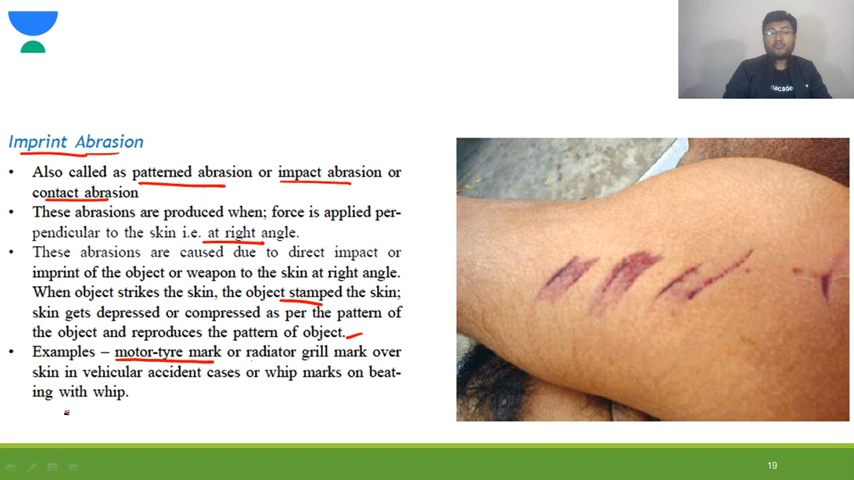 nacade
Imprint Abrasion
• Also called as patterned abrasion or impact abrasion or
contact abrasion
• These abrasions are produced when; force is applied per-
pendicular to the skin i.e. at right angle.
• These abrasions are caused due to direct impact or
imprint of the object or weapon to the skin at right angle.
When object strikes the skin, the object stamped the skin;
skin gets depressed or compressed as per the pattern of
the object and reproduces the pattern of object.
• Examples – motor-tyre mark or radiator grill mark over
skin in vehicular accident cases or whip marks on beat-
ing with whip.
19